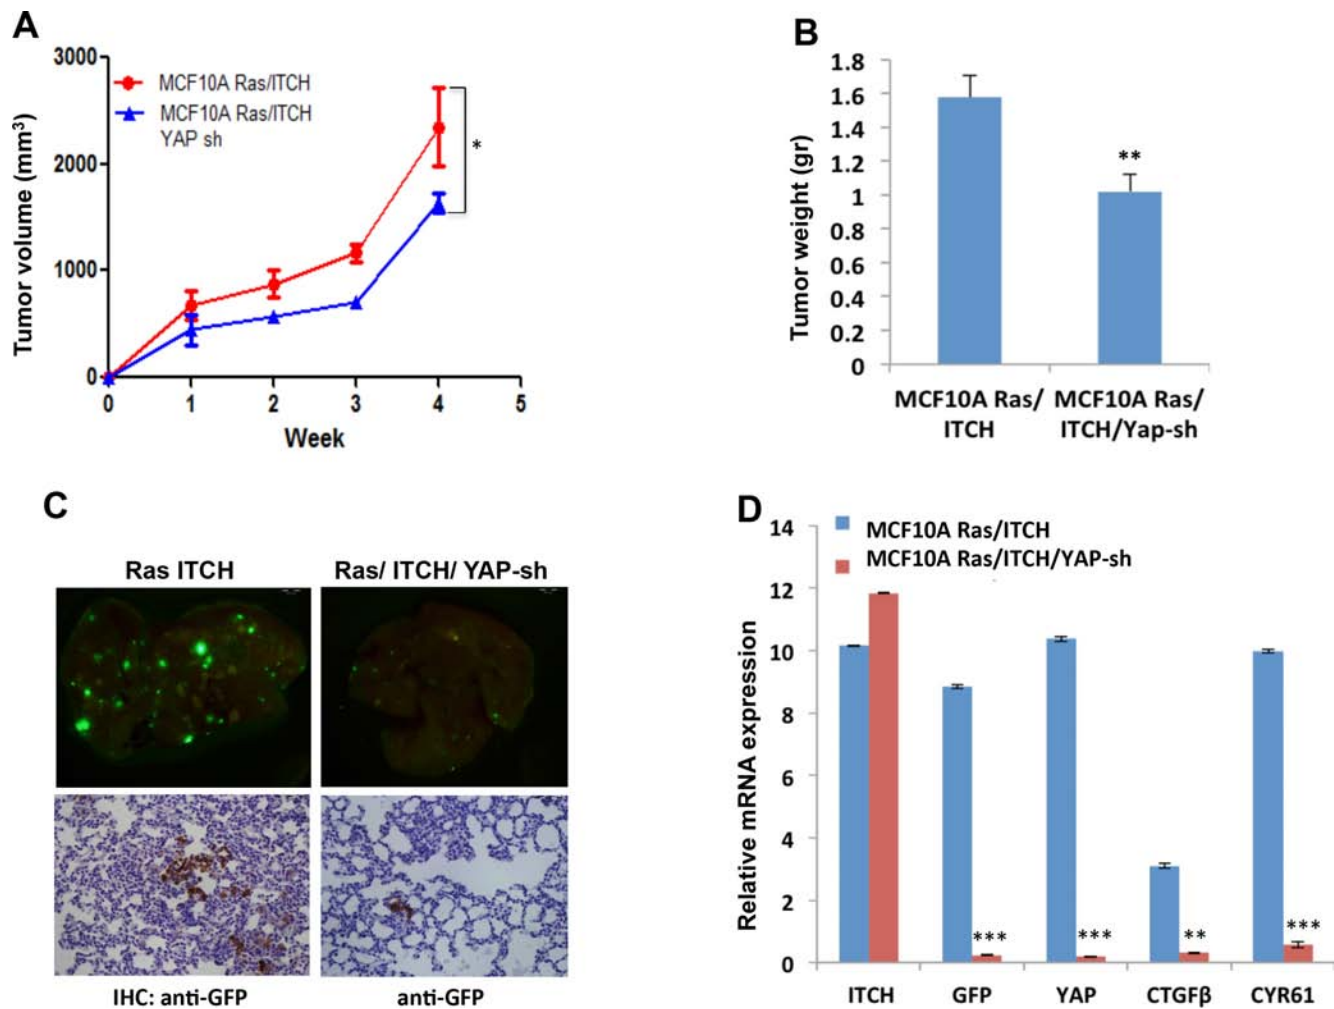 A
3000
2000
1000
0
Tumor volume (mm³)
MCF10A Ras/ITCH
MCF10A Ras/ITCH
YAP sh
*
0 1 2 3 4 5
Week
B
1.8
1.6
1.4
1.2
1
0.8
0.6
0.4
0.2
0
Tumor weight (gr)
**
MCF10A Ras/
ITCH
MCF10A Ras/
ITCH/Yap-sh
C
Ras ITCH
Ras/ ITCH/ YAP-sh
IHC: anti-GFP
anti-GFP
D
14
12
10
8
6
4
2
0
Relative mRNA expression
MCF10A Ras/ITCH
MCF10A Ras/ITCH/YAP-sh
*** *** ** ***
ITCH GFP YAP CTGFβ CYR61